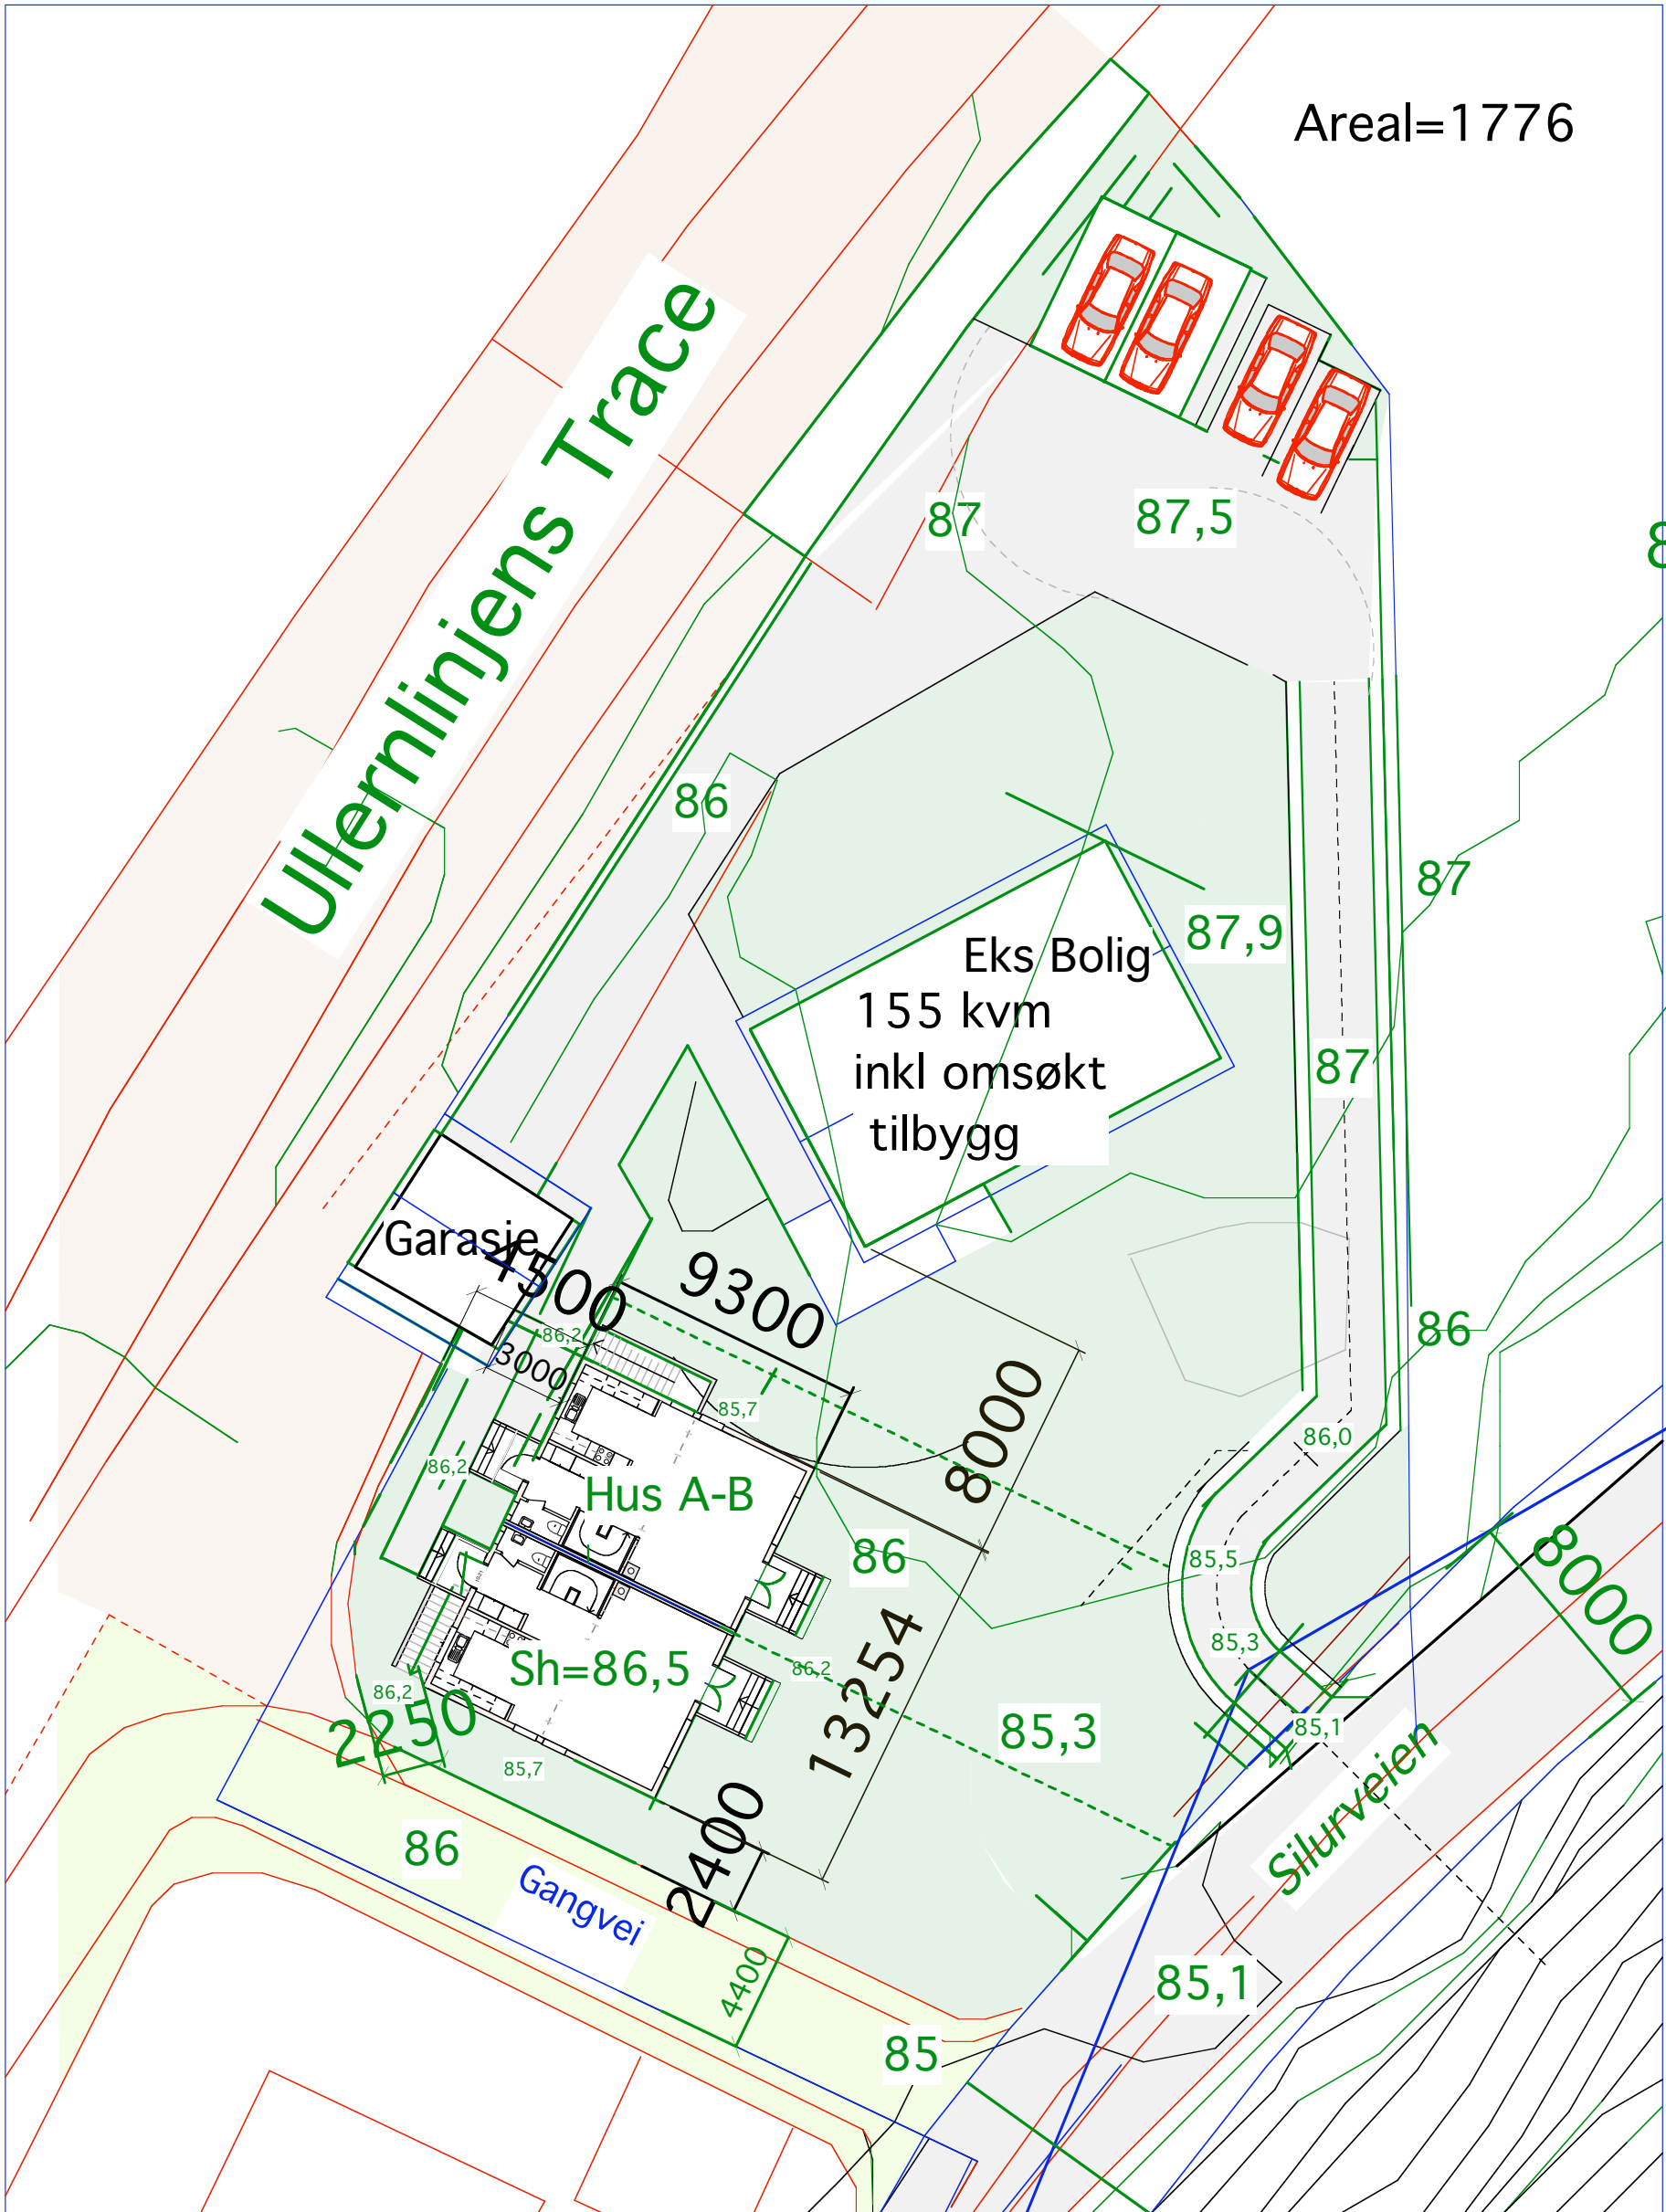 Areal=1776
Ullernlinjens Trace
87
87,5
86
87
87,9
Eks Bolig
155 kvm
inkl omsøkt
tilbygg
87
Garasje
4500
9300
86,2
3000
86
8000
85,7
86,0
86,2
Hus A-B
86
85,5
8000
85,3
Sh=86,5
86,2
86,2
13254
2250
85,3
85,1
85,7
Silurveien
2400
86
Gangvei
4400
85,1
85